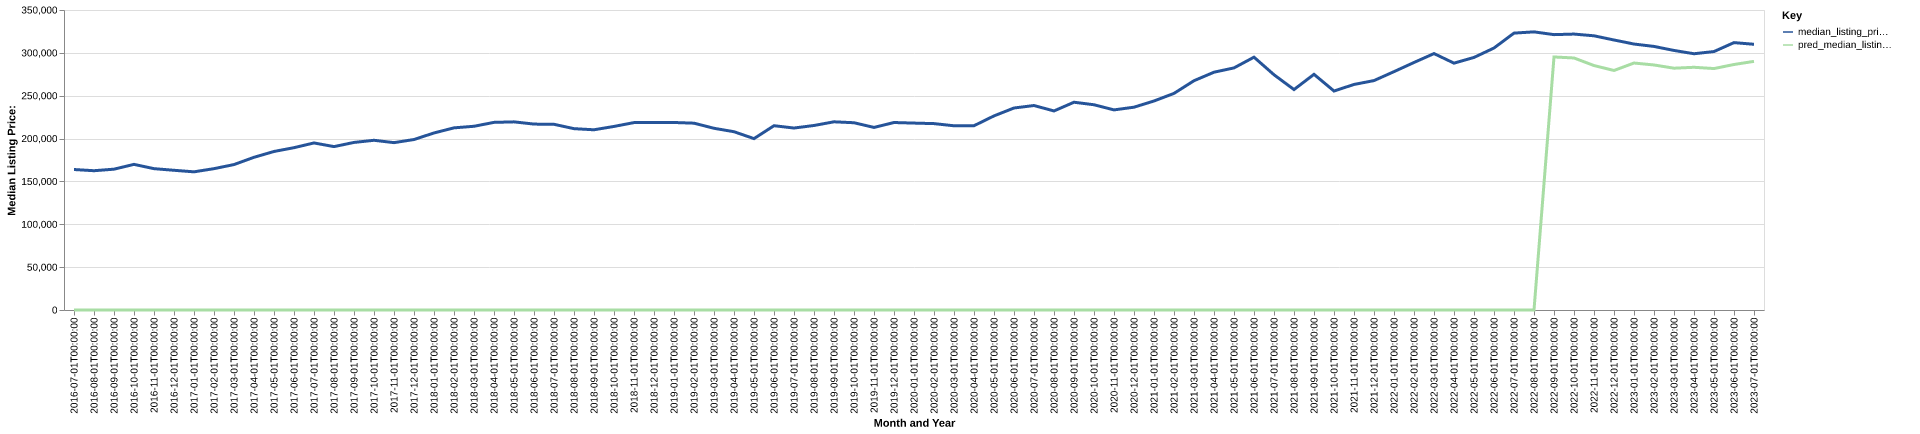 350,000
300,000
250,000
200,000
150,000
100,000
50,000
0
Median Listing Price:
2016-07-01T00:00:00
2016-08-01T00:00:00
2016-09-01T00:00:00
2016-10-01T00:00:00
2016-11-01T00:00:00
2016-12-01T00:00:00
2017-01-01T00:00:00
2017-02-01T00:00:00
2017-03-01T00:00:00
2017-04-01T00:00:00
2017-05-01T00:00:00
2017-06-01T00:00:00
2017-07-01T00:00:00
2017-08-01T00:00:00
2017-09-01T00:00:00
2017-10-01T00:00:00
2017-11-01T00:00:00
2017-12-01T00:00:00
2018-01-01T00:00:00
2018-02-01T00:00:00
2018-03-01T00:00:00
2018-04-01T00:00:00
2018-05-01T00:00:00
2018-06-01T00:00:00
2018-07-01T00:00:00
2018-08-01T00:00:00
2018-09-01T00:00:00
2018-10-01T00:00:00
2018-11-01T00:00:00
2018-12-01T00:00:00
2019-01-01T00:00:00
2019-02-01T00:00:00
2019-03-01T00:00:00
2019-04-01T00:00:00
2019-05-01T00:00:00
2019-06-01T00:00:00
2019-07-01T00:00:00
2019-08-01T00:00:00
2019-09-01T00:00:00
2019-10-01T00:00:00
2019-11-01T00:00:00
2019-12-01T00:00:00
2020-01-01T00:00:00
2020-02-01T00:00:00
2020-03-01T00:00:00
2020-04-01T00:00:00
2020-05-01T00:00:00
2020-06-01T00:00:00
2020-07-01T00:00:00
2020-08-01T00:00:00
2020-09-01T00:00:00
2020-10-01T00:00:00
2020-11-01T00:00:00
2020-12-01T00:00:00
2021-01-01T00:00:00
2021-02-01T00:00:00
2021-03-01T00:00:00
2021-04-01T00:00:00
2021-05-01T00:00:00
2021-06-01T00:00:00
2021-07-01T00:00:00
2021-08-01T00:00:00
2021-09-01T00:00:00
2021-10-01T00:00:00
2021-11-01T00:00:00
2021-12-01T00:00:00
2022-01-01T00:00:00
2022-02-01T00:00:00
2022-03-01T00:00:00
2022-04-01T00:00:00
2022-05-01T00:00:00
2022-06-01T00:00:00
2022-07-01T00:00:00
2022-08-01T00:00:00
2022-09-01T00:00:00
2022-10-01T00:00:00
2022-11-01T00:00:00
2022-12-01T00:00:00
2023-01-01T00:00:00
2023-02-01T00:00:00
2023-03-01T00:00:00
2023-04-01T00:00:00
2023-05-01T00:00:00
2023-06-01T00:00:00
2023-07-01T00:00:00
Month and Year
Key
median_listing_pri…
pred_median_listin…